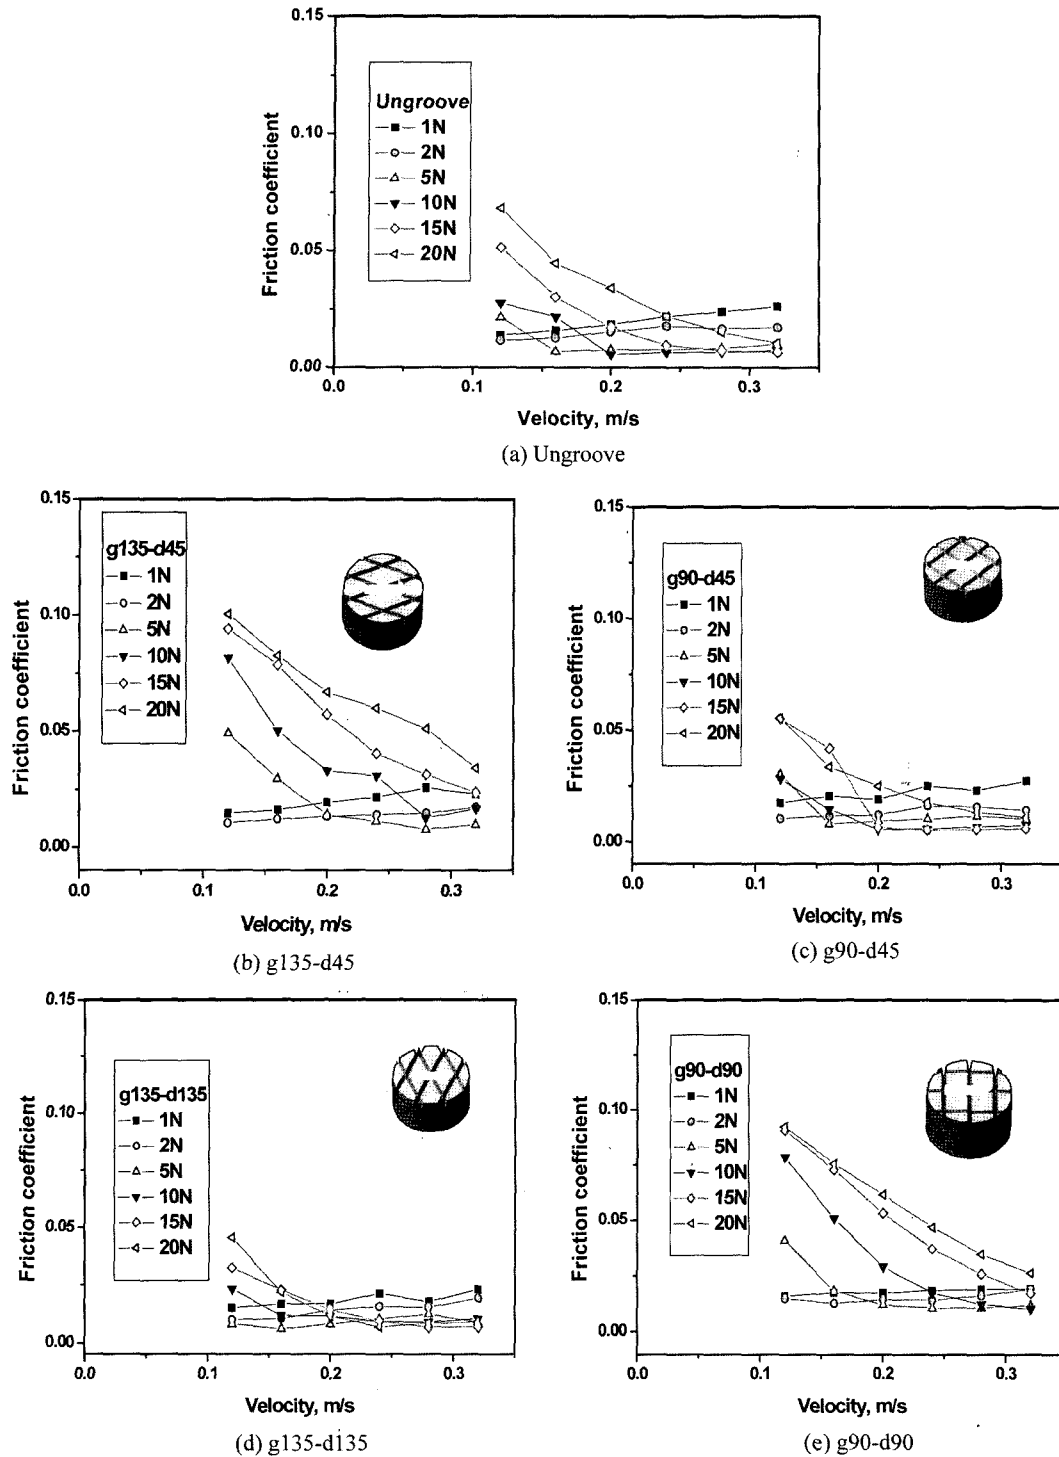 0.15
0.10
0.05
0.00
Friction coefficient
Ungroove
1N
2N
5N
10N
15N
20N
0.0 0.1 0.2 0.3
Velocity, m/s
(a) Ungroove
0.15
0.10
0.05
0.00
Friction coefficient
g135-d45
1N
2N
5N
10N
15N
20N
0.0 0.1 0.2 0.3
Velocity, m/s
(b) g135-d45
0.15
0.10
0.05
0.00
Friction coefficient
g90-d45
1N
2N
5N
10N
15N
20N
0.0 0.1 0.2 0.3
Velocity, m/s
(c) g90-d45
0.15
0.10
0.05
0.00
Friction coefficient
g135-d135
1N
2N
5N
10N
15N
20N
0.0 0.1 0.2 0.3
Velocity, m/s
(d) g135-d135
0.15
0.10
0.05
0.00
Friction coefficient
g90-d90
1N
2N
5N
10N
15N
20N
0.0 0.1 0.2 0.3
Velocity, m/s
(e) g90-d90